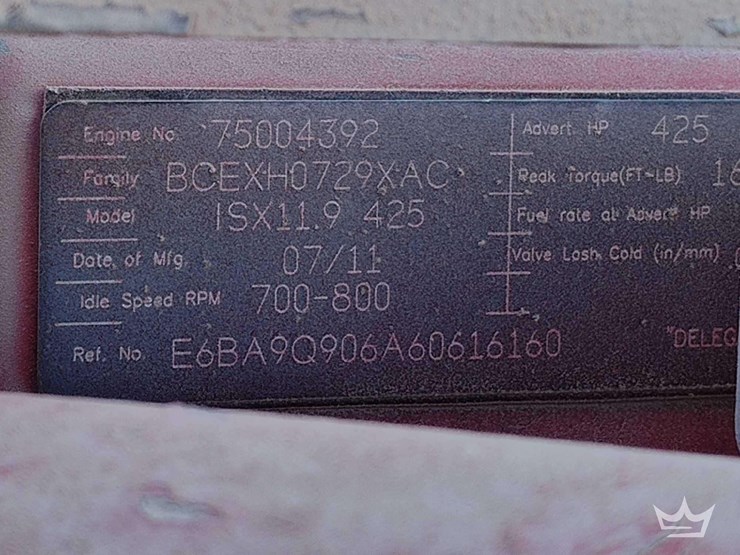 Engine No 75004392
Family BCEXH0729XAC
Model ISX11.9 425
Date of Mfg. 07/11
Idle Speed RPM 700-800
Ref. No. E6BA9Q906A60616160
Advert. HP 425
Peak Torque(FT-LB) 16
Fuel rate at Advert HP
Valve Lash Cold (in/mm)
"DELEG